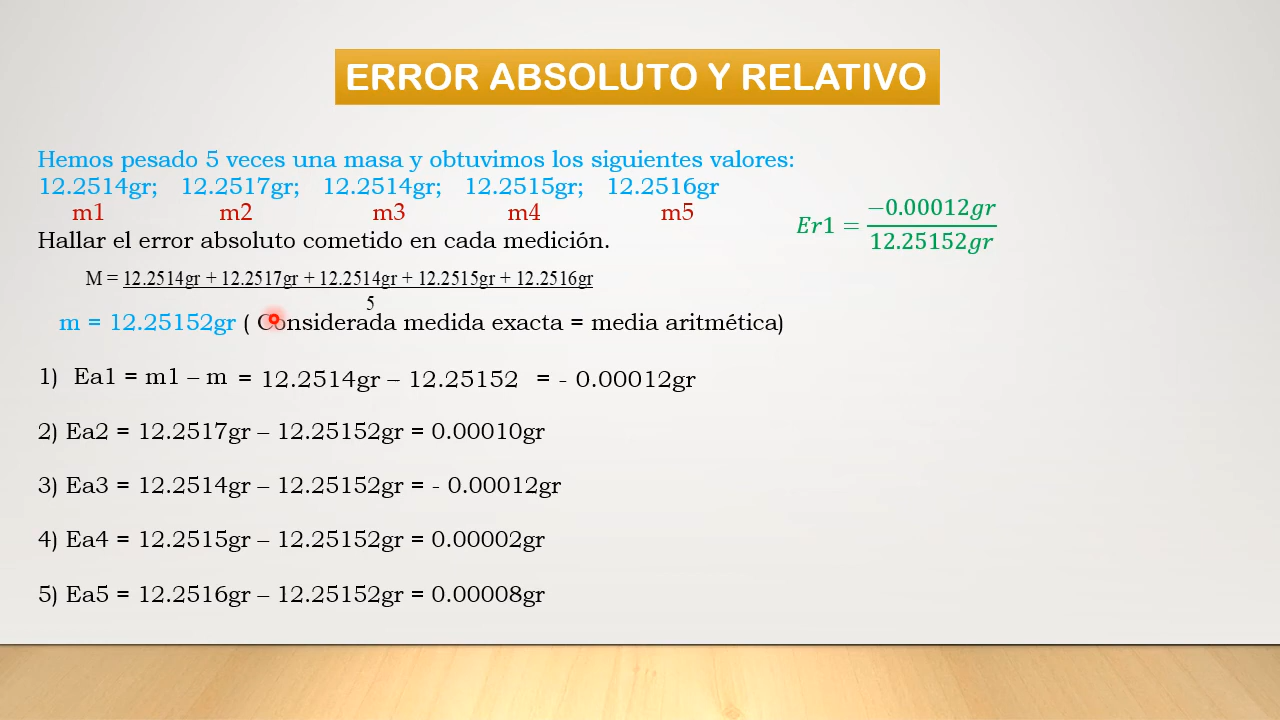 ERROR ABSOLUTO Y RELATIVO
Hemos pesado 5 veces una masa y obtuvimos los siguientes valores:
12.2514gr; 12.2517gr; 12.2514gr; 12.2515gr; 12.2516gr
m1 m2 m3 m4 m5
Hallar el error absoluto cometido en cada medición.
M = 12.2514gr + 12.2517gr + 12.2514gr + 12.2515gr + 12.2516gr
5
m = 12.25152gr ( Considerada medida exacta = media aritmética)
1) Ea1 = m1 – m = 12.2514gr – 12.25152 = - 0.00012gr
2) Ea2 = 12.2517gr – 12.25152gr = 0.00010gr
3) Ea3 = 12.2514gr – 12.25152gr = - 0.00012gr
4) Ea4 = 12.2515gr – 12.25152gr = 0.00002gr
5) Ea5 = 12.2516gr – 12.25152gr = 0.00008gr
−0.00012gr
Er1 =
12.25152gr